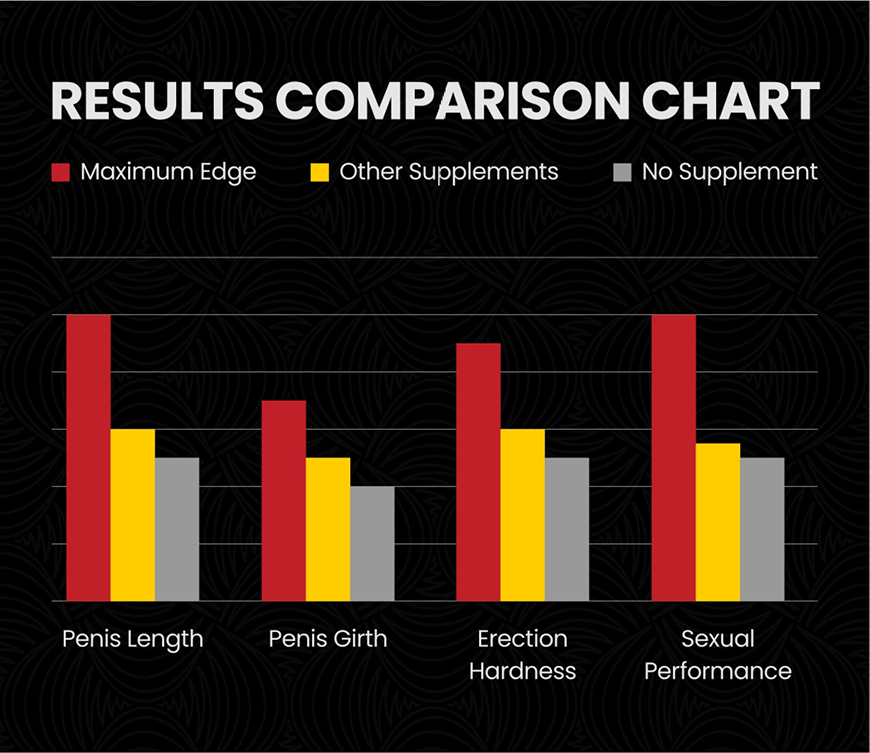 RESULTS COMPARISON CHART
Maximum Edge
Other Supplements
No Supplement
Penis Length
Penis Girth
Erection
Hardness
Sexual
Performance